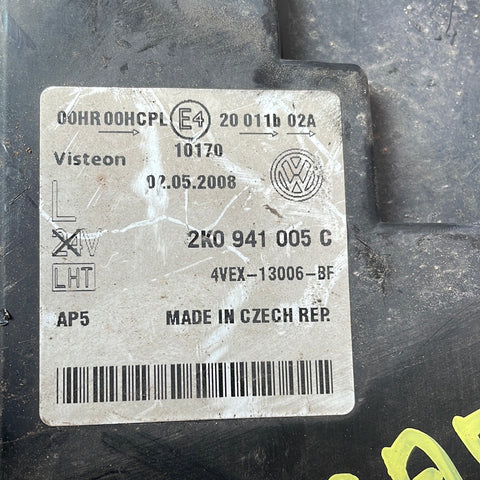 00HR 00HCPL E4 20 011b 02A
10170
Visteon
02.05.2008
L
24V
2K0 941 005 C
LHT
4VEX-13006-BF
AP5 MADE IN CZECH REP.